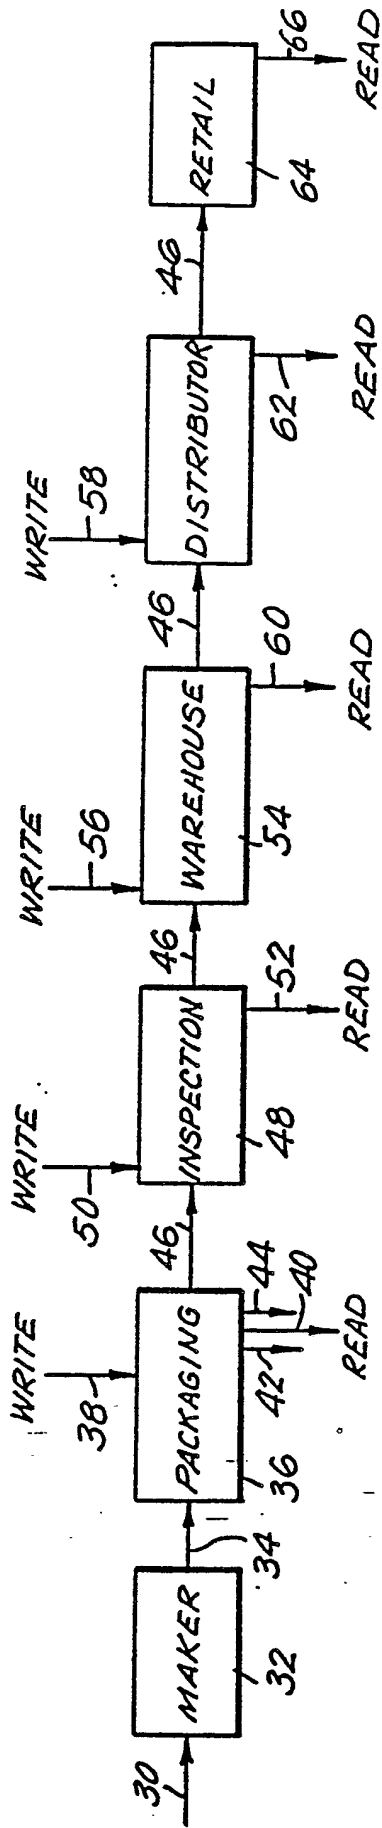 30
MAKER
32
34
WRITE
38
PACKAGING
36
42
44
40
READ
46
WRITE
50
INSPECTION
48
52
READ
46
WRITE
56
WAREHOUSE
54
60
READ
46
WRITE
58
DISTRIBUTOR
62
READ
46
RETAIL
64
66
READ